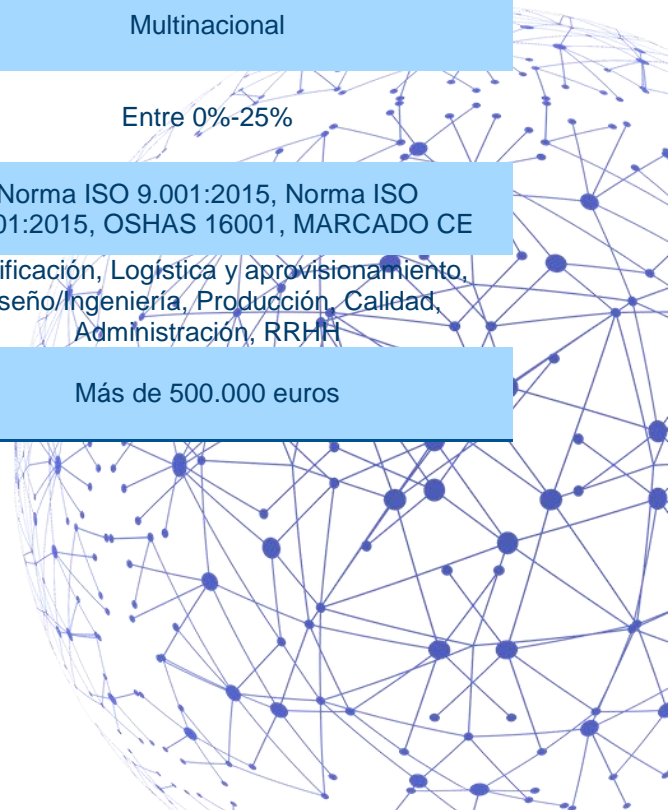 Multinacional
Entre 0%-25%
Norma ISO 9.001:2015, Norma ISO
01:2015, OSHAS 16001, MARCADO CE
ificación, Logística y aprovisionamiento,
seño/Ingeniería, Producción, Calidad,
Administración, RRHH
Más de 500.000 euros